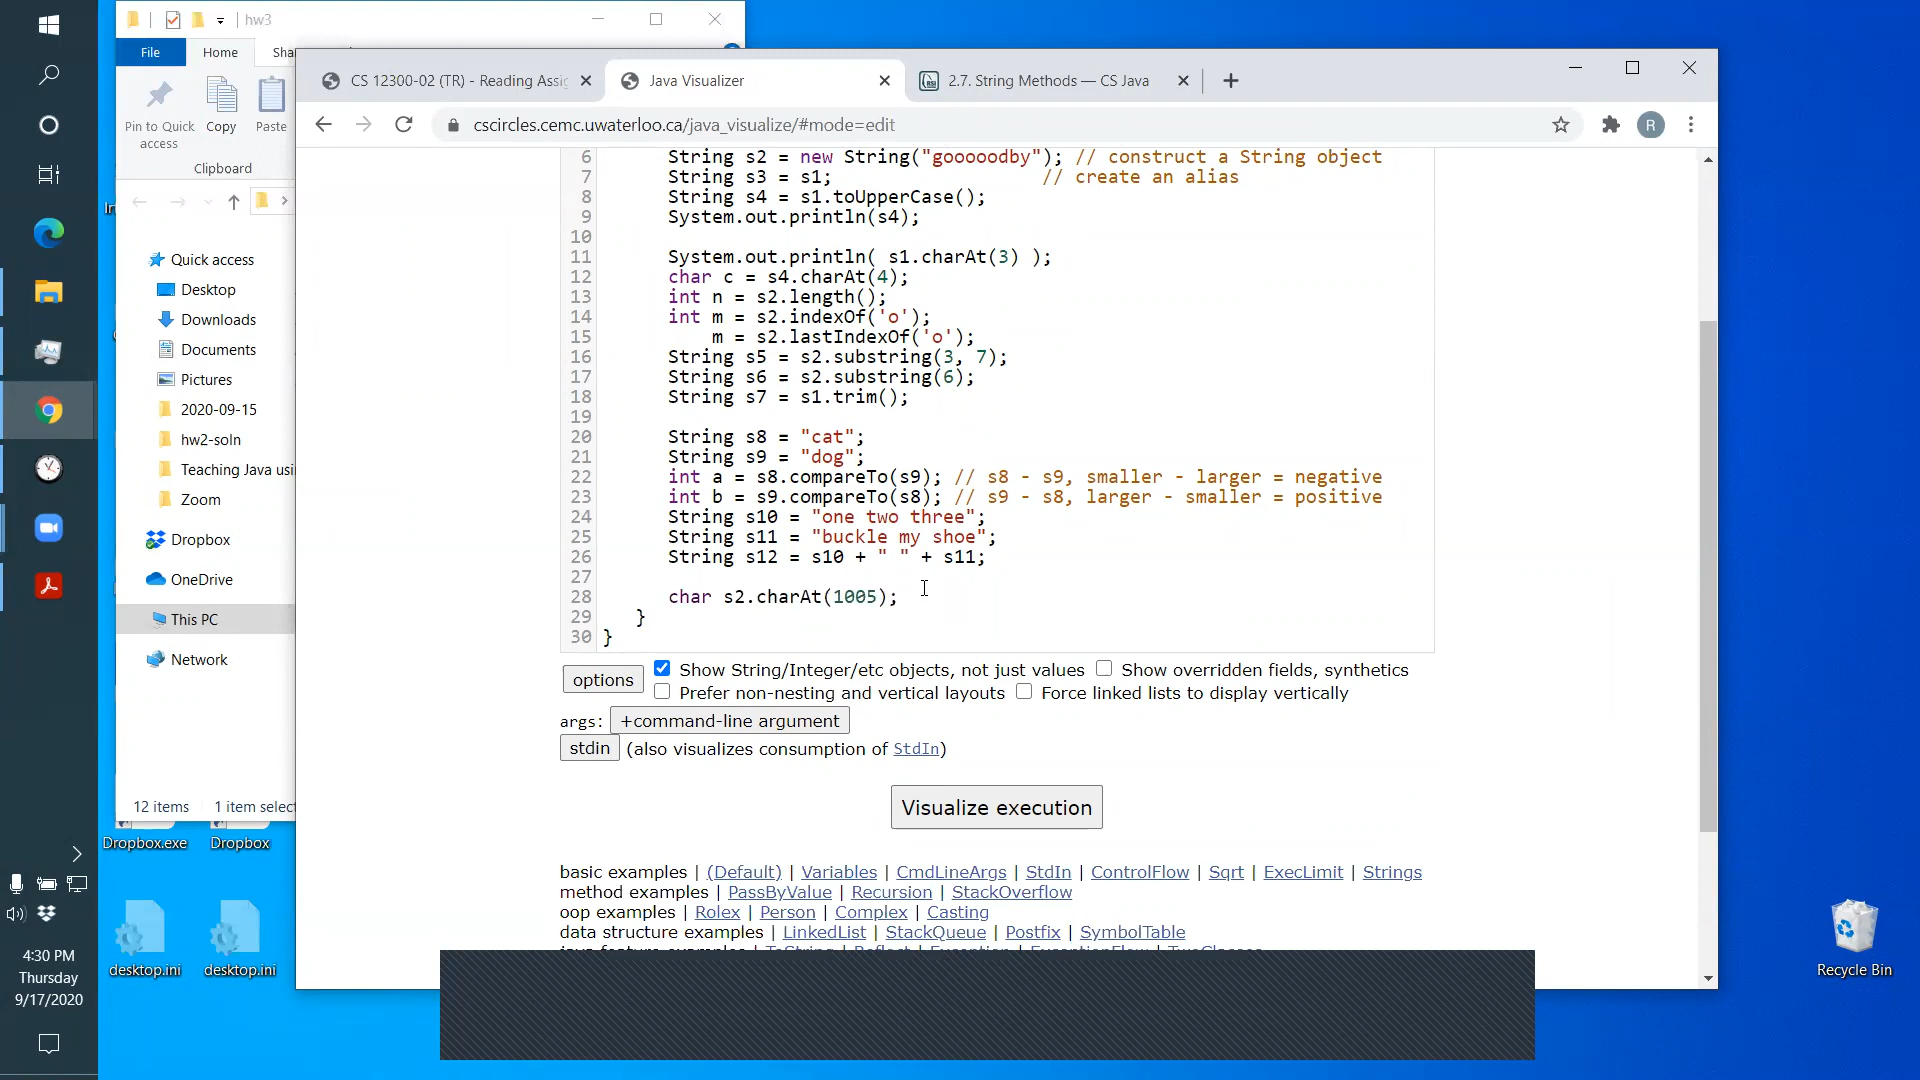 hw3
File Home Sha
Pin to Quick access
Copy
Paste
Clipboard
Quick access
Desktop
Downloads
Documents
Pictures
2020-09-15
hw2-soln
Teaching Java usi
Zoom
Dropbox
OneDrive
This PC
Network
12 items 1 item select
CS 12300-02 (TR) - Reading Assig
Java Visualizer
2.7. String Methods — CS Java
cscircles.cemc.uwaterloo.ca/java_visualize/#mode=edit
R
6 String s2 = new String("gooooodby"); // construct a String object
7 String s3 = s1; // create an alias
8 String s4 = s1.toUpperCase();
9 System.out.println(s4);
10
11 System.out.println( s1.charAt(3) );
12 char c = s4.charAt(4);
13 int n = s2.length();
14 int m = s2.indexOf('o');
15 m = s2.lastIndexOf('o');
16 String s5 = s2.substring(3, 7);
17 String s6 = s2.substring(6);
18 String s7 = s1.trim();
19
20 String s8 = "cat";
21 String s9 = "dog";
22 int a = s8.compareTo(s9); // s8 - s9, smaller - larger = negative
23 int b = s9.compareTo(s8); // s9 - s8, larger - smaller = positive
24 String s10 = "one two three";
25 String s11 = "buckle my shoe";
26 String s12 = s10 + " " + s11;
27
28 char s2.charAt(1005);
29 }
30 }
options Show String/Integer/etc objects, not just values Show overridden fields, synthetics
Prefer non-nesting and vertical layouts Force linked lists to display vertically
args: +command-line argument
stdin (also visualizes consumption of StdIn)
Visualize execution
basic examples | (Default) | Variables | CmdLineArgs | StdIn | ControlFlow | Sqrt | ExecLimit | Strings
method examples | PassByValue | Recursion | StackOverflow
oop examples | Rolex | Person | Complex | Casting
data structure examples | LinkedList | StackQueue | Postfix | SymbolTable
Dropbox.exe
Dropbox
desktop.ini
desktop.ini
Recycle Bin
4:30 PM
Thursday
9/17/2020